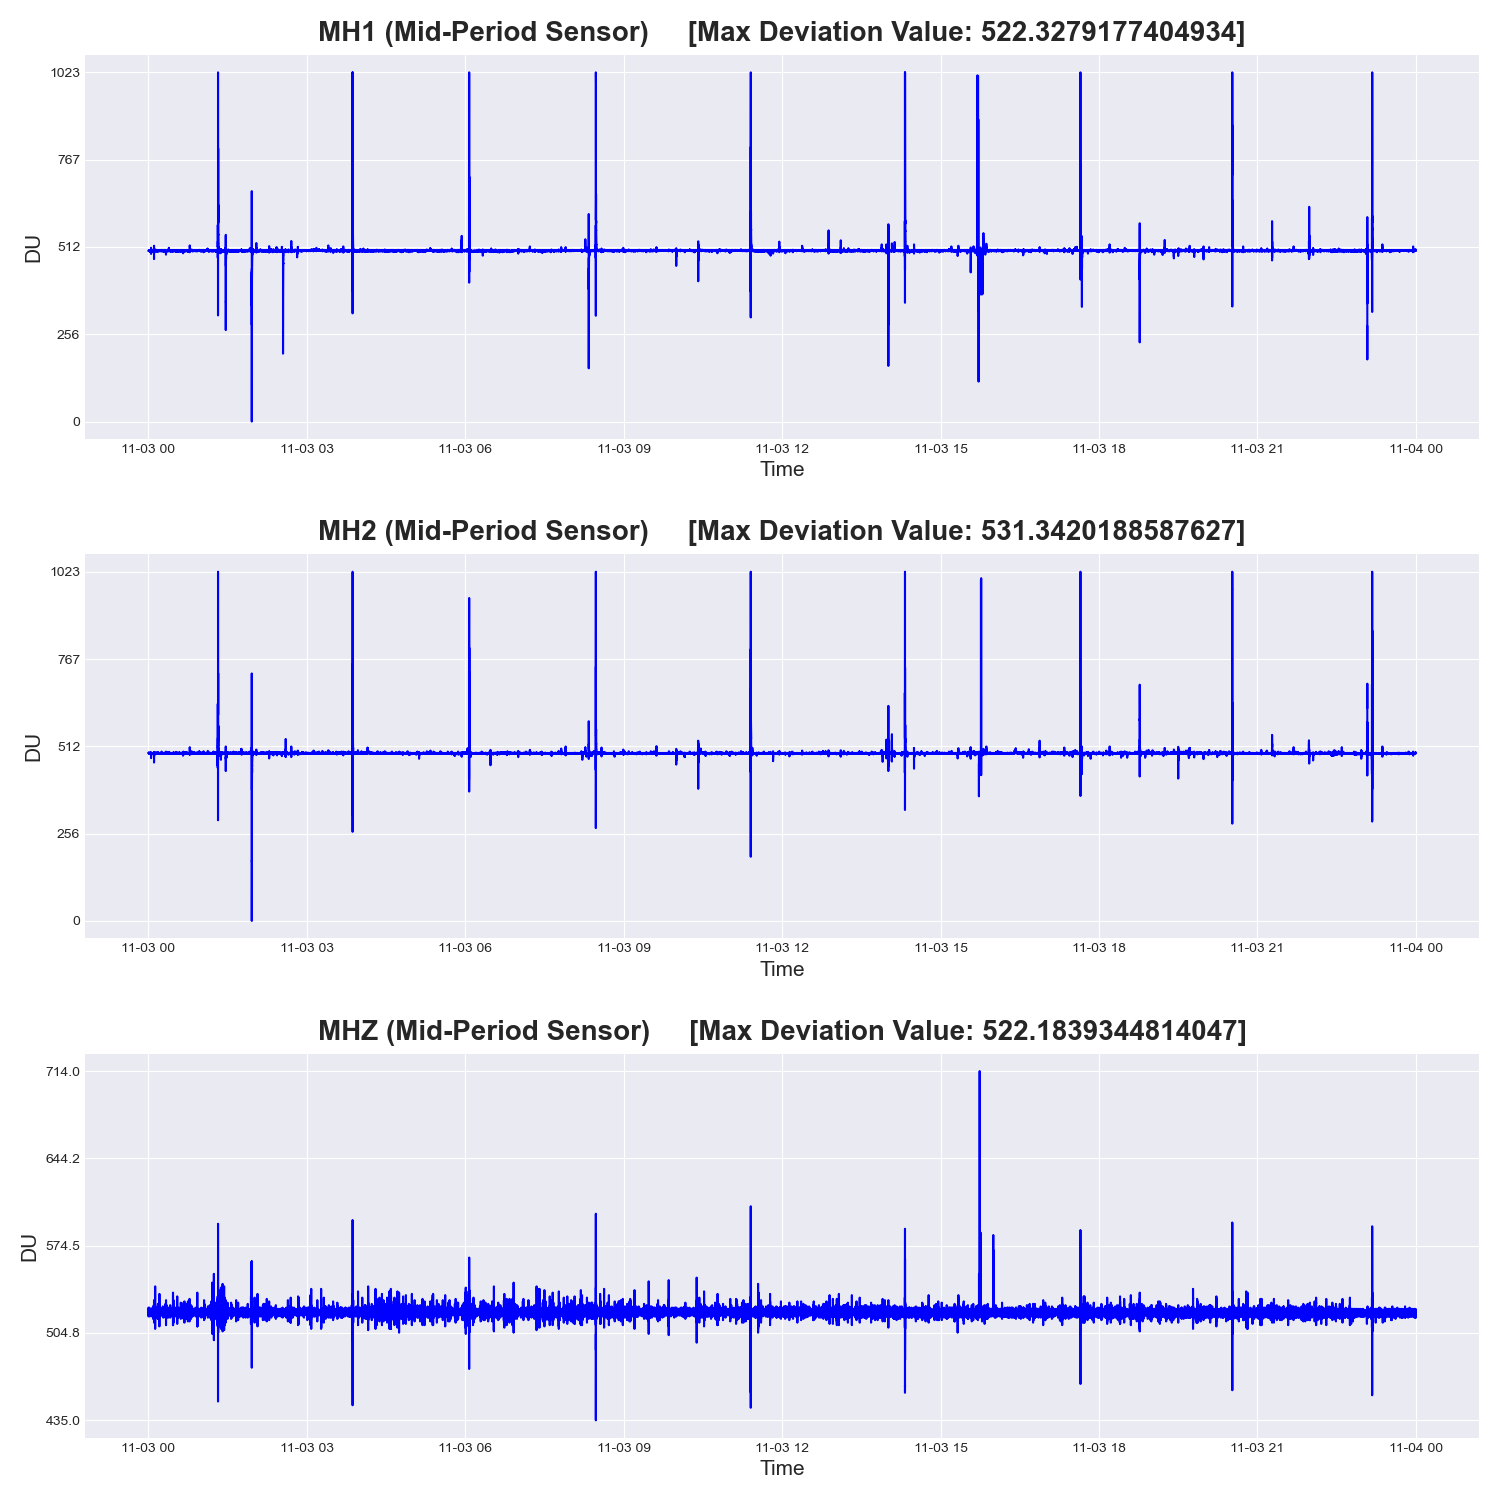 MH1 (Mid-Period Sensor)     [Max Deviation Value: 522.3279177404934]
1023
767
512
256
0
DU
11-03 00 11-03 03 11-03 06 11-03 09 11-03 12 11-03 15 11-03 18 11-03 21 11-04 00
Time
MH2 (Mid-Period Sensor)     [Max Deviation Value: 531.3420188587627]
1023
767
512
256
0
DU
11-03 00 11-03 03 11-03 06 11-03 09 11-03 12 11-03 15 11-03 18 11-03 21 11-04 00
Time
MHZ (Mid-Period Sensor)     [Max Deviation Value: 522.1839344814047]
714.0
644.2
574.5
504.8
435.0
DU
11-03 00 11-03 03 11-03 06 11-03 09 11-03 12 11-03 15 11-03 18 11-03 21 11-04 00
Time